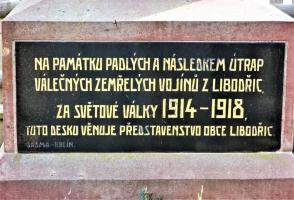 NA PAMÁTKU PADLÝCH A NÁSLEDKEM ÚTRAP
VÁLEČNÝCH ZEMŘELÝCH VOJÍNŮ Z LIBODŘIC,
ZA SVĚTOVÉ VÁLKY 1914-1918,
TUTO DESKU VĚNUJE PŘEDSTAVENSTVO OBCE LIBODŘIC